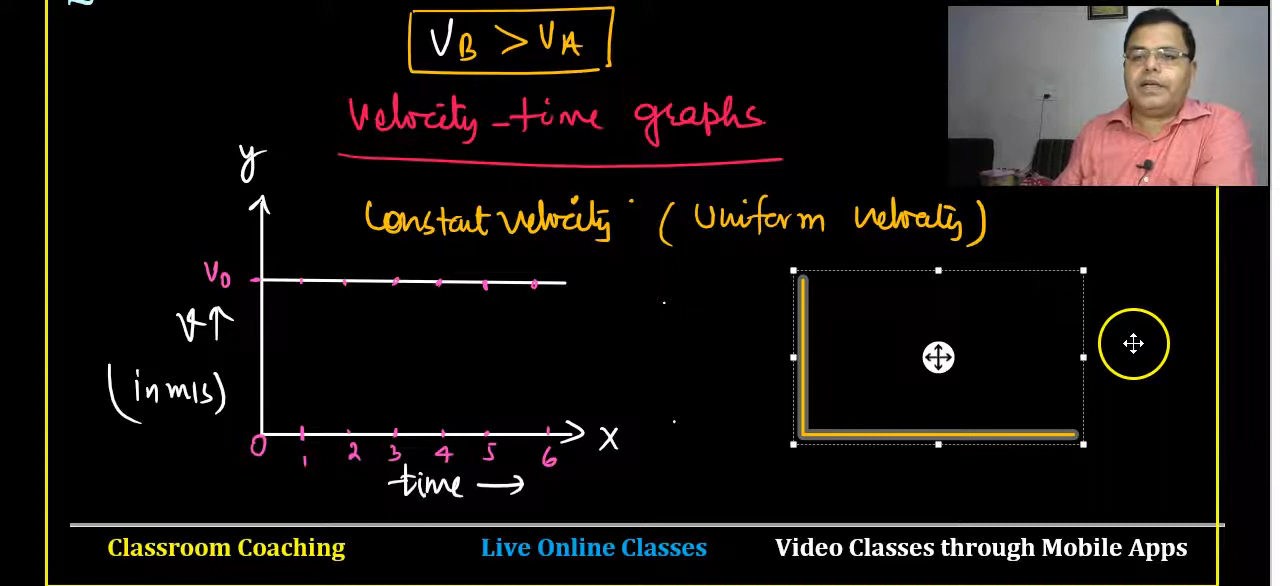 VB > VA
Velocity-time graphs
y
Constant velocity (Uniform velocity)
V0
v↑
(in m/s)
0 1 2 3 4 5 6 X
time →
Classroom Coaching Live Online Classes Video Classes through Mobile Apps